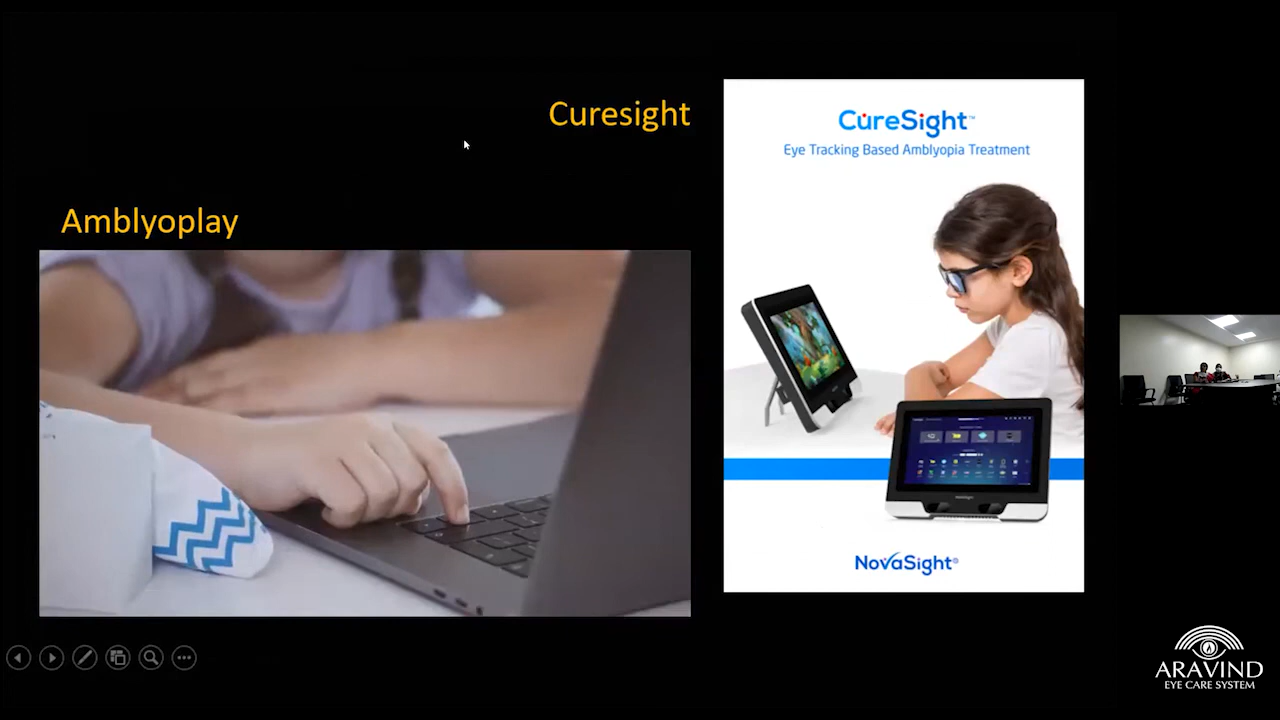 Curesight
Amblyoplay
CureSight™
Eye Tracking Based Amblyopia Treatment
NovaSight®
ARAVIND
EYE CARE SYSTEM